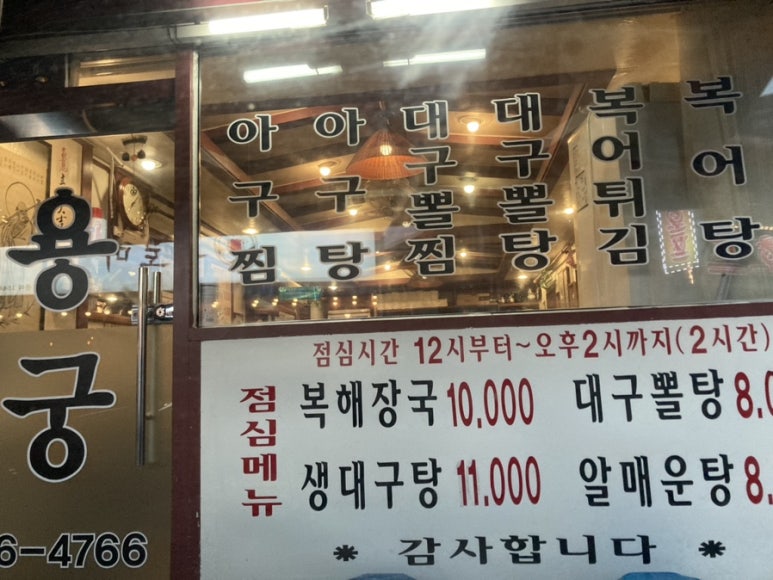 아구찜
아구탕
대구뽈찜
대구뽈탕
복어튀김
복어탕
용궁
6-4766
점심시간 12시부터~오후2시까지(2시간)
점심메뉴
복해장국 10.000 대구뽈탕 8.0
생대구탕 11.000 알매운탕 8.
* 감사합니다 *